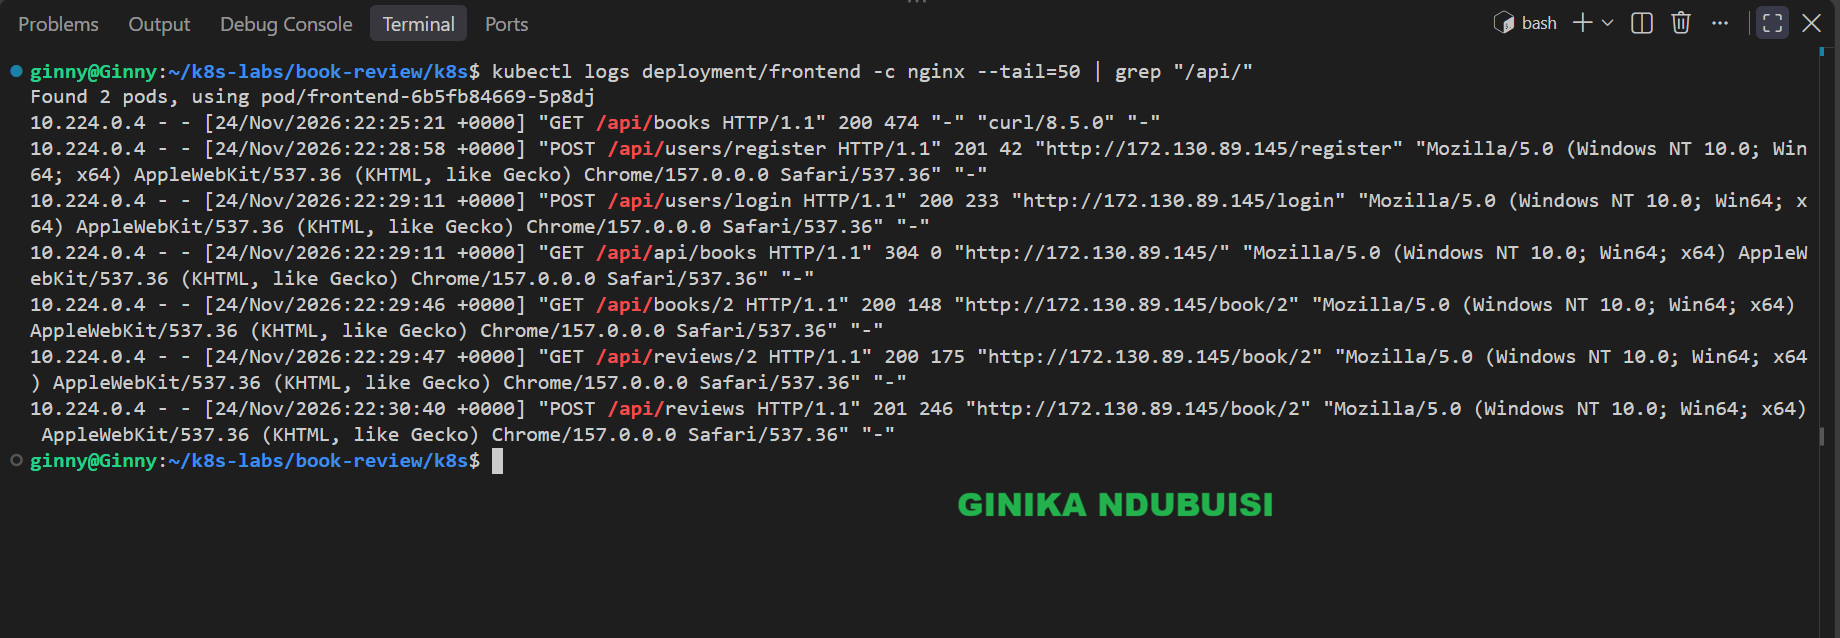 Problems Output Debug Console Terminal Ports bash
ginny@Ginny:~/k8s-labs/book-review/k8s$ kubectl logs deployment/frontend -c nginx --tail=50 | grep "/api/"
Found 2 pods, using pod/frontend-6b5fb84669-5p8dj
10.224.0.4 - - [24/Nov/2026:22:25:21 +0000] "GET /api/books HTTP/1.1" 200 474 "-" "curl/8.5.0" "-"
10.224.0.4 - - [24/Nov/2026:22:28:58 +0000] "POST /api/users/register HTTP/1.1" 201 42 "http://172.130.89.145/register" "Mozilla/5.0 (Windows NT 10.0; Win
64; x64) AppleWebKit/537.36 (KHTML, like Gecko) Chrome/157.0.0.0 Safari/537.36" "-"
10.224.0.4 - - [24/Nov/2026:22:29:11 +0000] "POST /api/users/login HTTP/1.1" 200 233 "http://172.130.89.145/login" "Mozilla/5.0 (Windows NT 10.0; Win64; x
64) AppleWebKit/537.36 (KHTML, like Gecko) Chrome/157.0.0.0 Safari/537.36" "-"
10.224.0.4 - - [24/Nov/2026:22:29:11 +0000] "GET /api/api/books HTTP/1.1" 304 0 "http://172.130.89.145/" "Mozilla/5.0 (Windows NT 10.0; Win64; x64) AppleW
ebKit/537.36 (KHTML, like Gecko) Chrome/157.0.0.0 Safari/537.36" "-"
10.224.0.4 - - [24/Nov/2026:22:29:46 +0000] "GET /api/books/2 HTTP/1.1" 200 148 "http://172.130.89.145/book/2" "Mozilla/5.0 (Windows NT 10.0; Win64; x64)
AppleWebKit/537.36 (KHTML, like Gecko) Chrome/157.0.0.0 Safari/537.36" "-"
10.224.0.4 - - [24/Nov/2026:22:29:47 +0000] "GET /api/reviews/2 HTTP/1.1" 200 175 "http://172.130.89.145/book/2" "Mozilla/5.0 (Windows NT 10.0; Win64; x64
) AppleWebKit/537.36 (KHTML, like Gecko) Chrome/157.0.0.0 Safari/537.36" "-"
10.224.0.4 - - [24/Nov/2026:22:30:40 +0000] "POST /api/reviews HTTP/1.1" 201 246 "http://172.130.89.145/book/2" "Mozilla/5.0 (Windows NT 10.0; Win64; x64)
AppleWebKit/537.36 (KHTML, like Gecko) Chrome/157.0.0.0 Safari/537.36" "-"
ginny@Ginny:~/k8s-labs/book-review/k8s$
GINIKA NDUBUISI